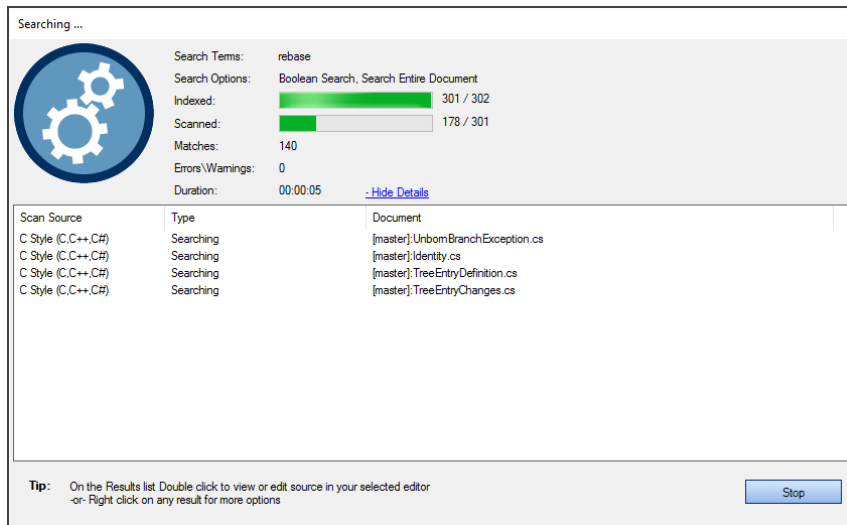 Searching ...
Search Terms: rebase
Search Options: Boolean Search, Search Entire Document
Indexed: 301 / 302
Scanned: 178 / 301
Matches: 140
Errors\Warnings: 0
Duration: 00:00:05 - Hide Details
Scan Source Type Document
C Style (C,C++,C#) Searching [master]:UnbornBranchException.cs
C Style (C,C++,C#) Searching [master]:Identity.cs
C Style (C,C++,C#) Searching [master]:TreeEntryDefinition.cs
C Style (C,C++,C#) Searching [master]:TreeEntryChanges.cs
Tip: On the Results list Double click to view or edit source in your selected editor
-or- Right click on any result for more options
Stop